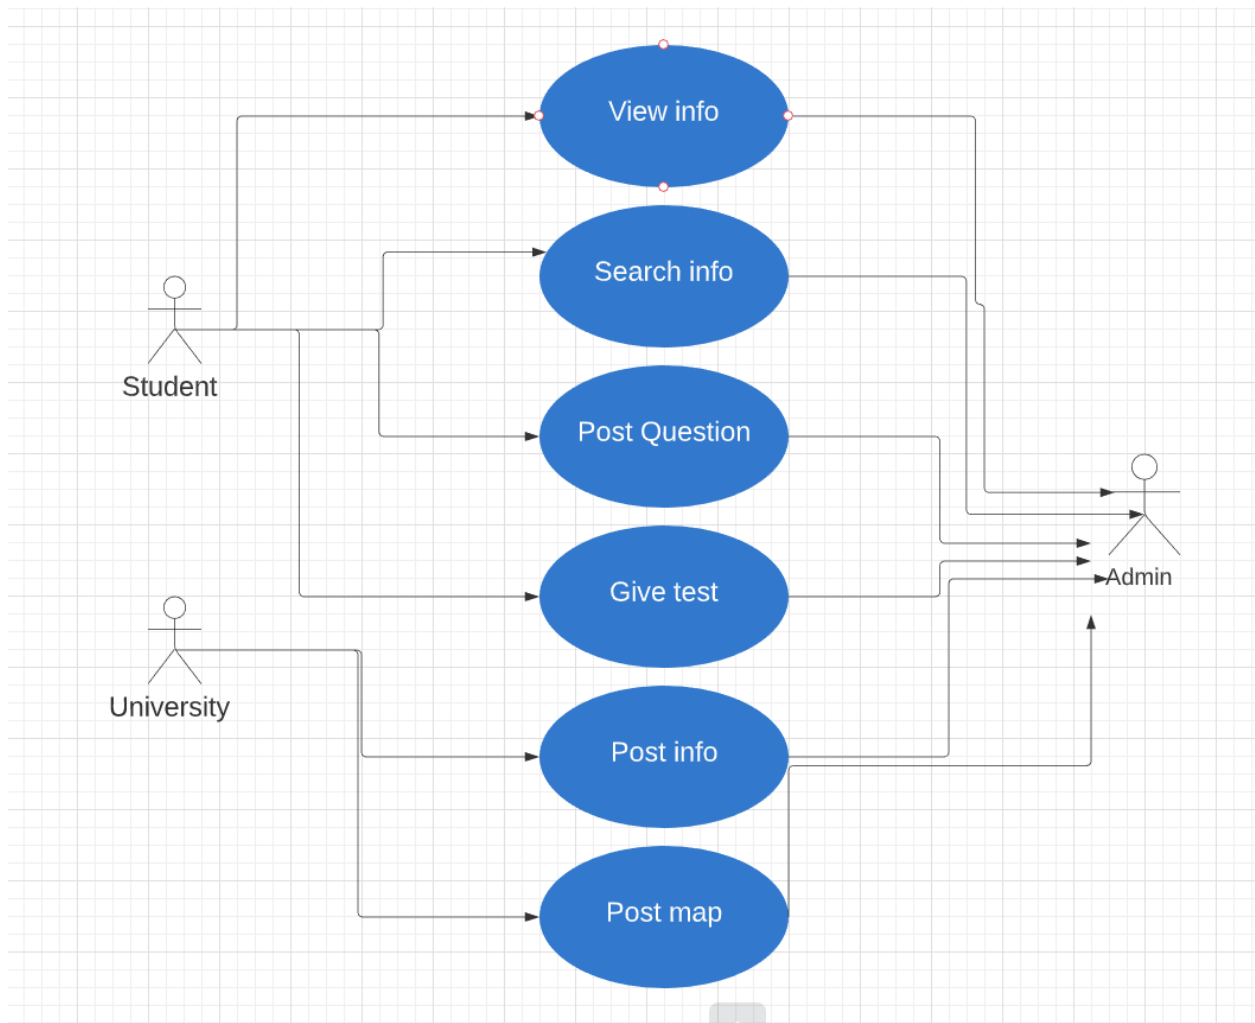 View info
Search info
Student
Post Question
Admin
Give test
University
Post info
Post map